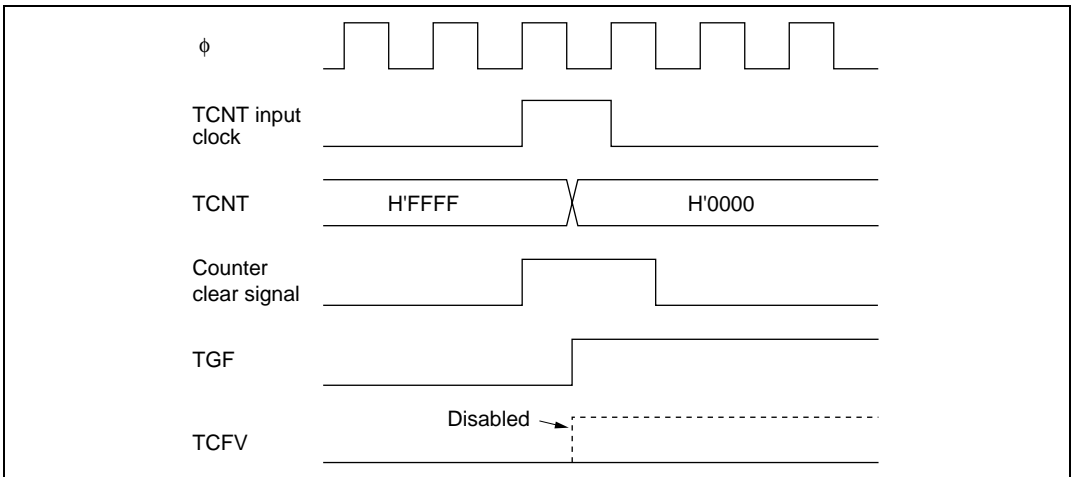 ϕ
TCNT input
clock
TCNT
H'FFFF
H'0000
Counter
clear signal
TGF
Disabled
TCFV